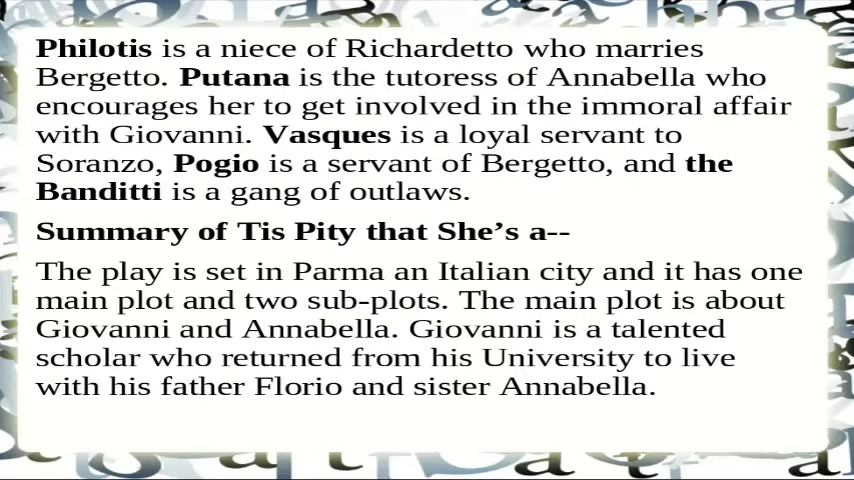 Philotis is a niece of Richardetto who marries
Bergetto. Putana is the tutoress of Annabella who
encourages her to get involved in the immoral affair
with Giovanni. Vasques is a loyal servant to
Soranzo, Pogio is a servant of Bergetto, and the
Banditti is a gang of outlaws.
Summary of Tis Pity that She’s a--
The play is set in Parma an Italian city and it has one
main plot and two sub-plots. The main plot is about
Giovanni and Annabella. Giovanni is a talented
scholar who returned from his University to live
with his father Florio and sister Annabella.